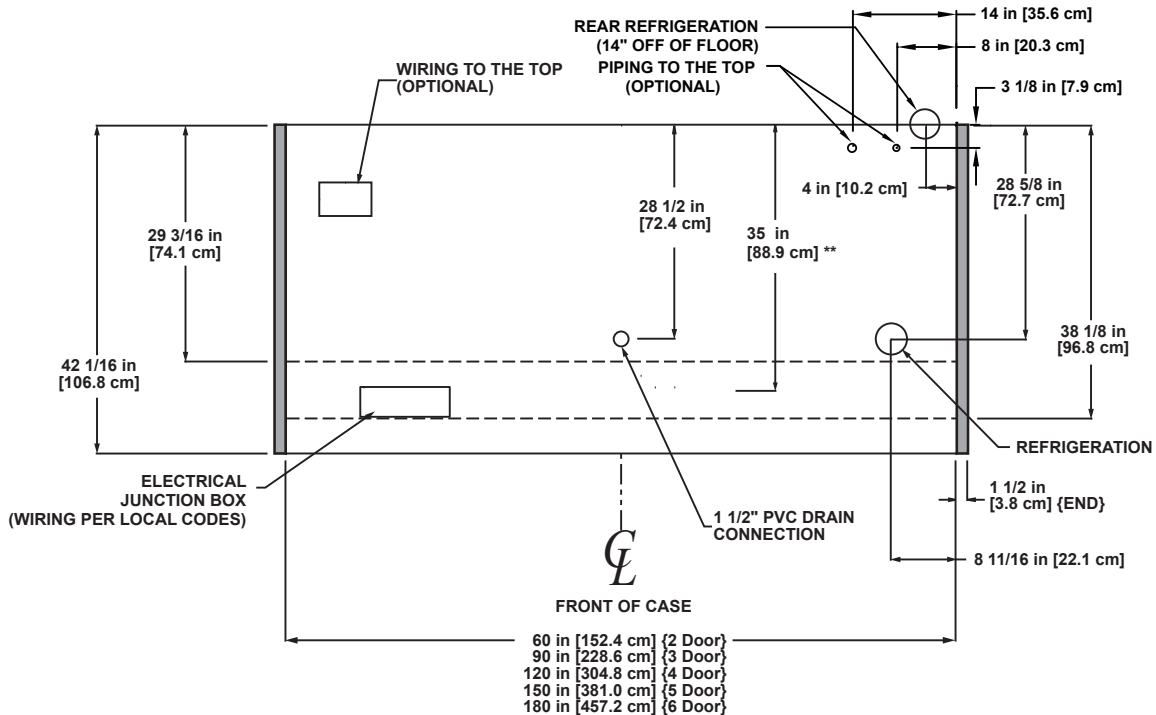 14 in [35.6 cm]
REAR REFRIGERATION
(14" OFF OF FLOOR)
8 in [20.3 cm]
WIRING TO THE TOP
(OPTIONAL)
PIPING TO THE TOP
(OPTIONAL)
3 1/8 in [7.9 cm]
4 in [10.2 cm]
28 5/8 in
[72.7 cm]
28 1/2 in
[72.4 cm]
29 3/16 in
[74.1 cm]
35 in
[88.9 cm] **
42 1/16 in
[106.8 cm]
38 1/8 in
[96.8 cm]
REFRIGERATION
ELECTRICAL
JUNCTION BOX
(WIRING PER LOCAL CODES)
1 1/2 in
[3.8 cm] {END}
1 1/2" PVC DRAIN
CONNECTION
8 11/16 in [22.1 cm]
CL
FRONT OF CASE
60 in [152.4 cm] {2 Door}
90 in [228.6 cm] {3 Door}
120 in [304.8 cm] {4 Door}
150 in [381.0 cm] {5 Door}
180 in [457.2 cm] {6 Door}